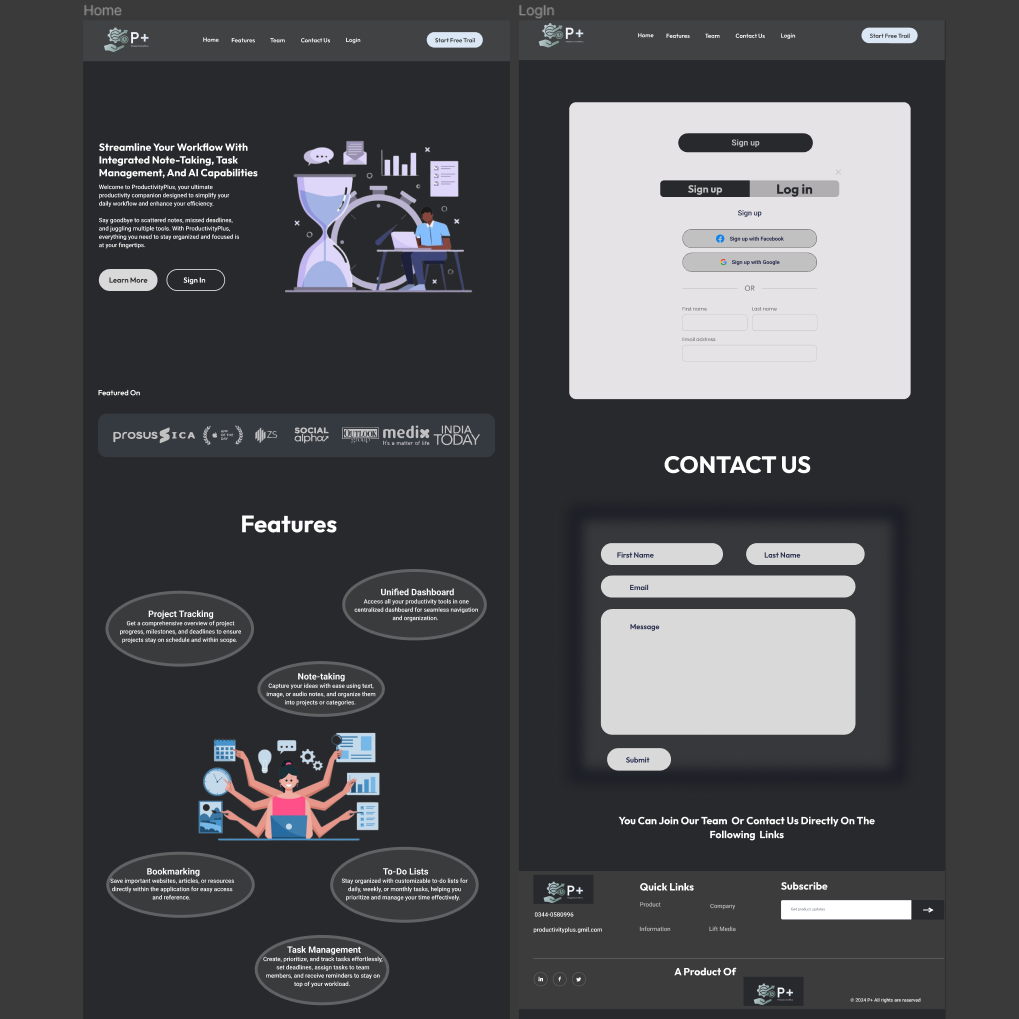 Home
P+
Home
Features
Team
Contact Us
Login
Start Free Trail
Streamline Your Workflow With
Integrated Note-Taking, Task
Management, And AI Capabilities
Welcome to ProductivityPlus, your ultimate
productivity companion designed to simplify your
daily workflow and enhance your efficiency.
Say goodbye to scattered notes, missed deadlines,
and juggling multiple tools. With ProductivityPlus,
everything you need to stay organized and focused is
at your fingertips.
Learn More
Sign In
Featured On
prosus
SICA
APP OF THE DAY
ZS
SOCIAL
alpha
OUTLOOK
group
medix
It's a matter of life
INDIA
TODAY
Features
Unified Dashboard
Access all your productivity tools in one
centralized dashboard for seamless navigation
and organization.
Project Tracking
Get a comprehensive overview of project
progress, milestones, and deadlines to ensure
projects stay on schedule and within scope.
Note-taking
Capture your ideas with ease using text,
image, or audio notes, and organize them
into projects or categories.
Bookmarking
Save important websites, articles, or resources
directly within the application for easy access
and reference.
To-Do Lists
Stay organized with customizable to-do lists for
daily, weekly, or monthly tasks, helping you
prioritize and manage your time effectively.
Task Management
Create, prioritize, and track tasks effortlessly,
set deadlines, assign tasks to team
members, and receive reminders to stay on
top of your workload.
LogIn
P+
Home
Features
Team
Contact Us
Login
Start Free Trail
Sign up
Sign up
Log in
Sign up
Sign up with Facebook
Sign up with Google
OR
First name
Last name
Email address
CONTACT US
First Name
Last Name
Email
Message
Submit
You Can Join Our Team Or Contact Us Directly On The
Following Links
P+
0344-0580996
productivityplus.gmil.com
Quick Links
Product
Company
Information
Lift Media
Subscribe
Get product updates
in
f
A Product Of
P+
© 2024 P+ All rights are raserved